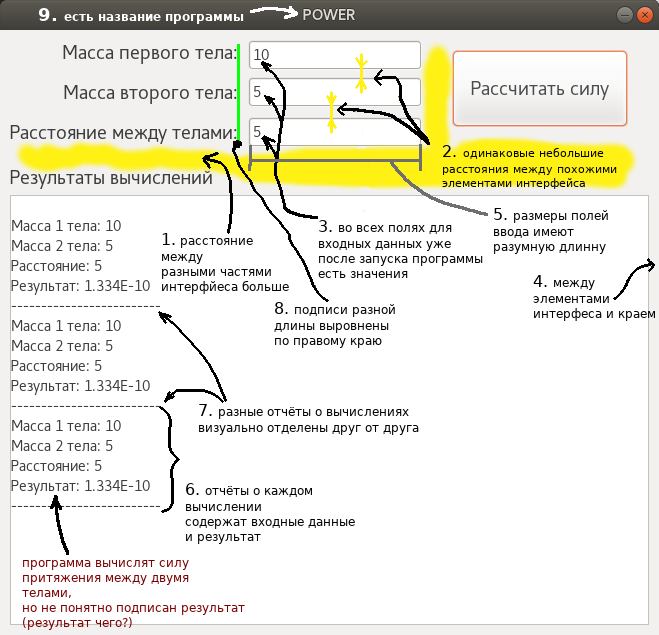 9. есть название программы
POWER
Масса первого тела:
10
Масса второго тела:
5
Расстояние между телами:
5
Рассчитать силу
2. одинаковые небольшие
расстояния между похожими
элементами интерфейса
Результаты вычислений
1. расстояние
между
разными частями
интерфйеса больше
3. во всех полях для
входных данных уже
после запуска программы
есть значения
5. размеры полей
ввода имеют
разумную длинну
4. между
элементами
интерфеса и краем
8. подписи разной
длины выровнены
по правому краю
Масса 1 тела: 10
Масса 2 тела: 5
Расстояние: 5
Результат: 1.334E-10
------------------------------
Масса 1 тела: 10
Масса 2 тела: 5
Расстояние: 5
Результат: 1.334E-10
------------------------------
Масса 1 тела: 10
Масса 2 тела: 5
Расстояние: 5
Результат: 1.334E-10
------------------------------
7. разные отчёты о вычислениях
визуально отделены друг от друга
6. отчёты о каждом
вычислении
содержат входные данные
и результат
программа вычислят силу
притяжения между двумя
телами,
но не понятно подписан результат
(результат чего?)